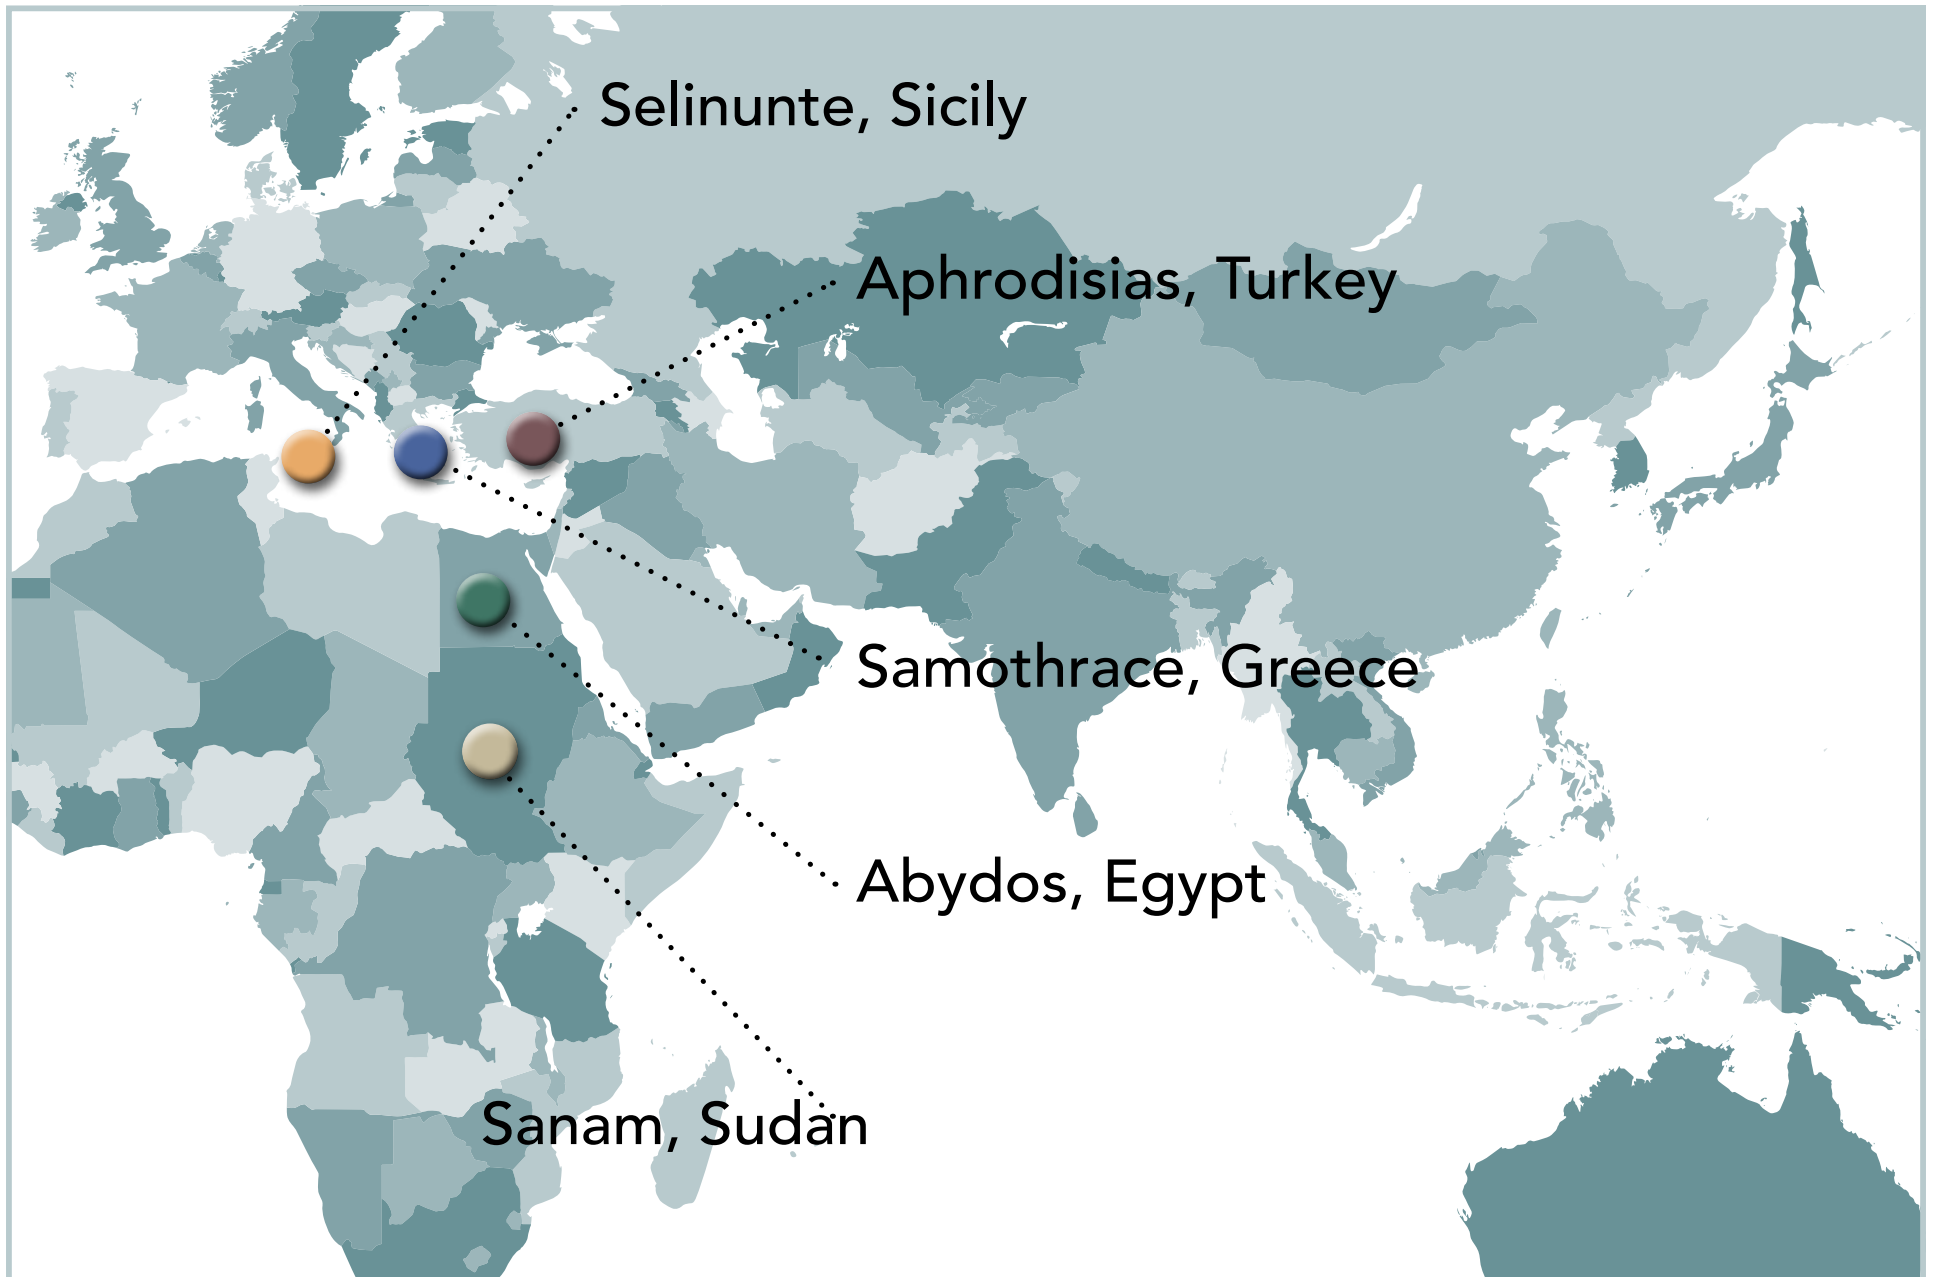 Selinunte, Sicily
Aphrodisias, Turkey
Samothrace, Greece
Abydos, Egypt
Sanam, Sudan